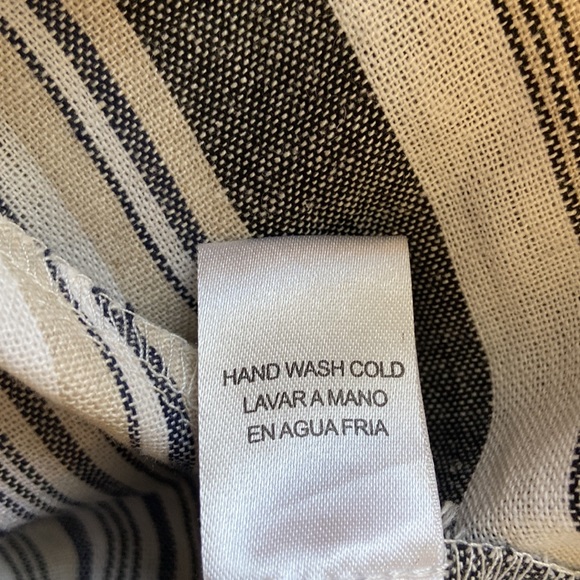 HAND WASH COLD
LAVAR A MANO
EN AGUA FRIA